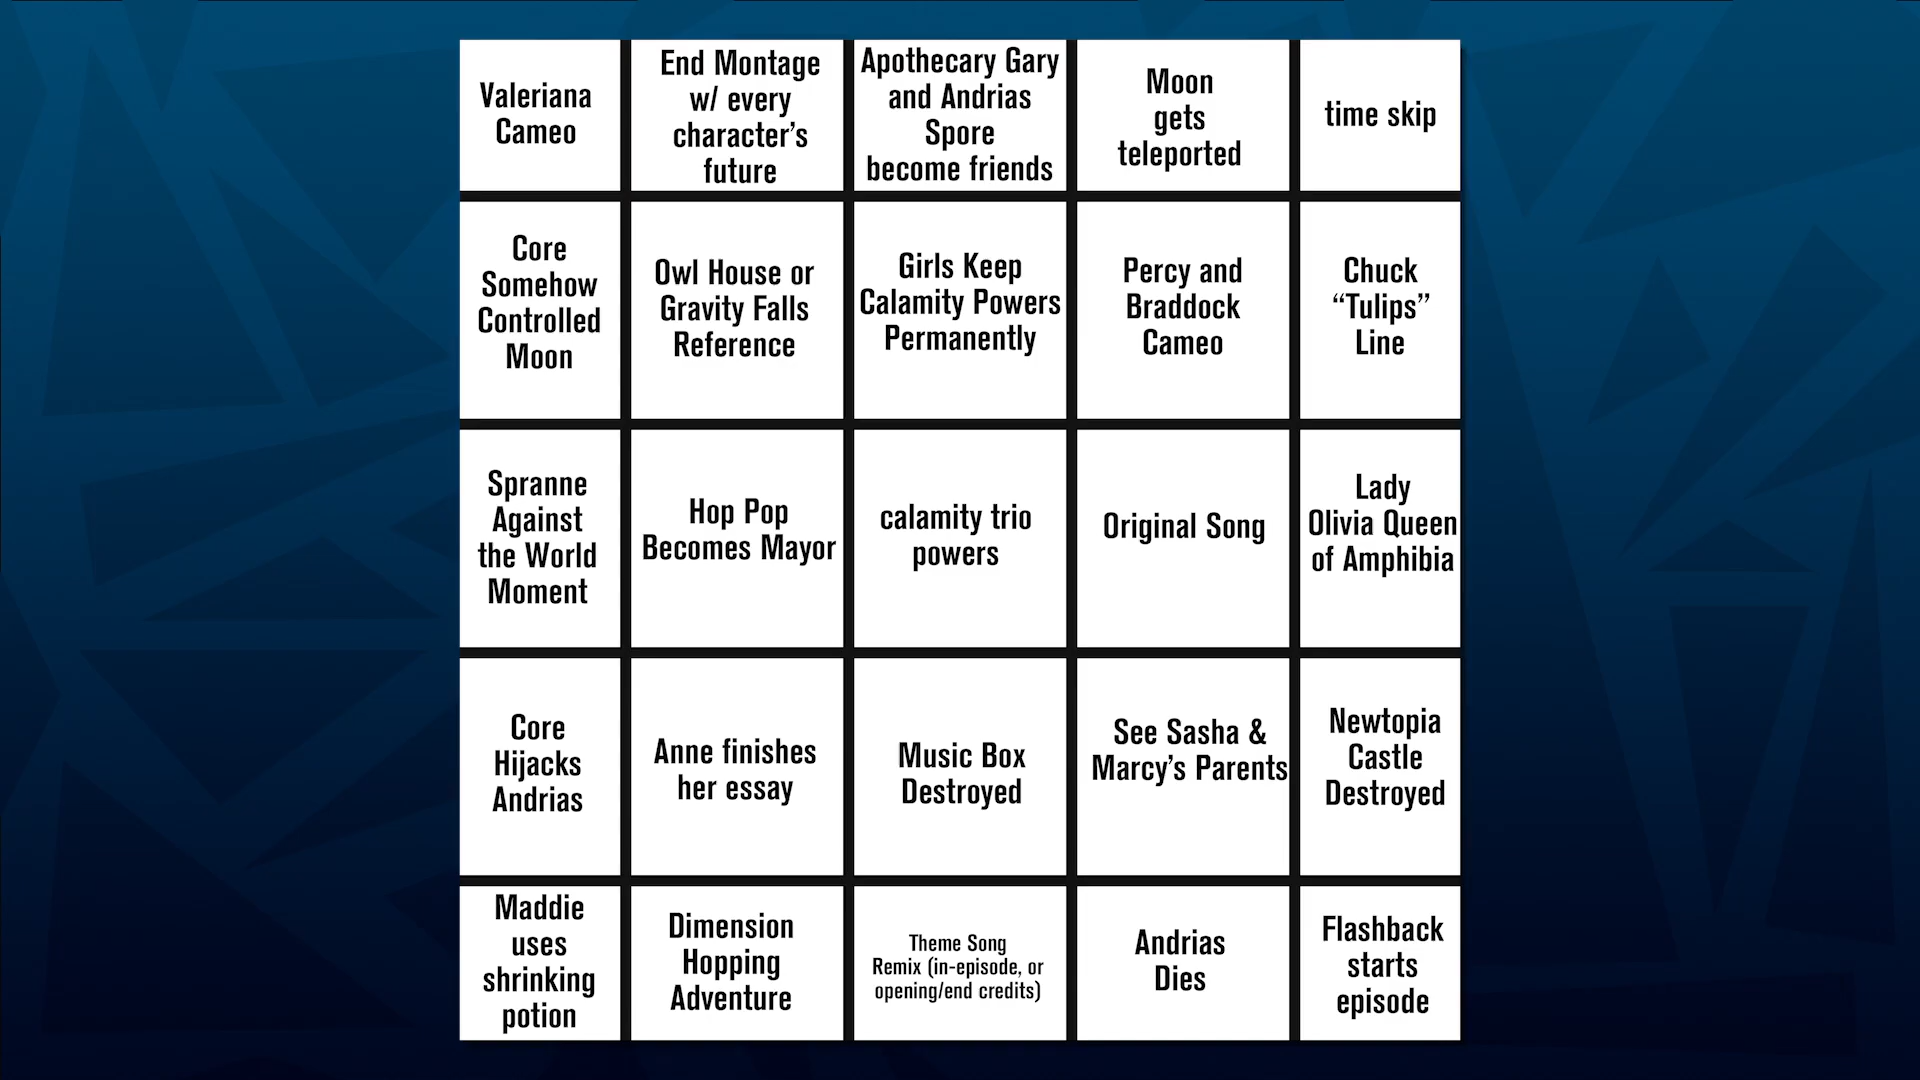 Valeriana
Cameo
End Montage
w/ every
character's
future
Apothecary Gary
and Andrias
Spore
become friends
Moon
gets
teleported
time skip
Core
Somehow
Controlled
Moon
Owl House or
Gravity Falls
Reference
Girls Keep
Calamity Powers
Permanently
Percy and
Braddock
Cameo
Chuck
“Tulips”
Line
Spranne
Against
the World
Moment
Hop Pop
Becomes Mayor
calamity trio
powers
Original Song
Lady
Olivia Queen
of Amphibia
Core
Hijacks
Andrias
Anne finishes
her essay
Music Box
Destroyed
See Sasha &
Marcy’s Parents
Newtopia
Castle
Destroyed
Maddie
uses
shrinking
potion
Dimension
Hopping
Adventure
Theme Song
Remix (in-episode, or
opening/end credits)
Andrias
Dies
Flashback
starts
episode